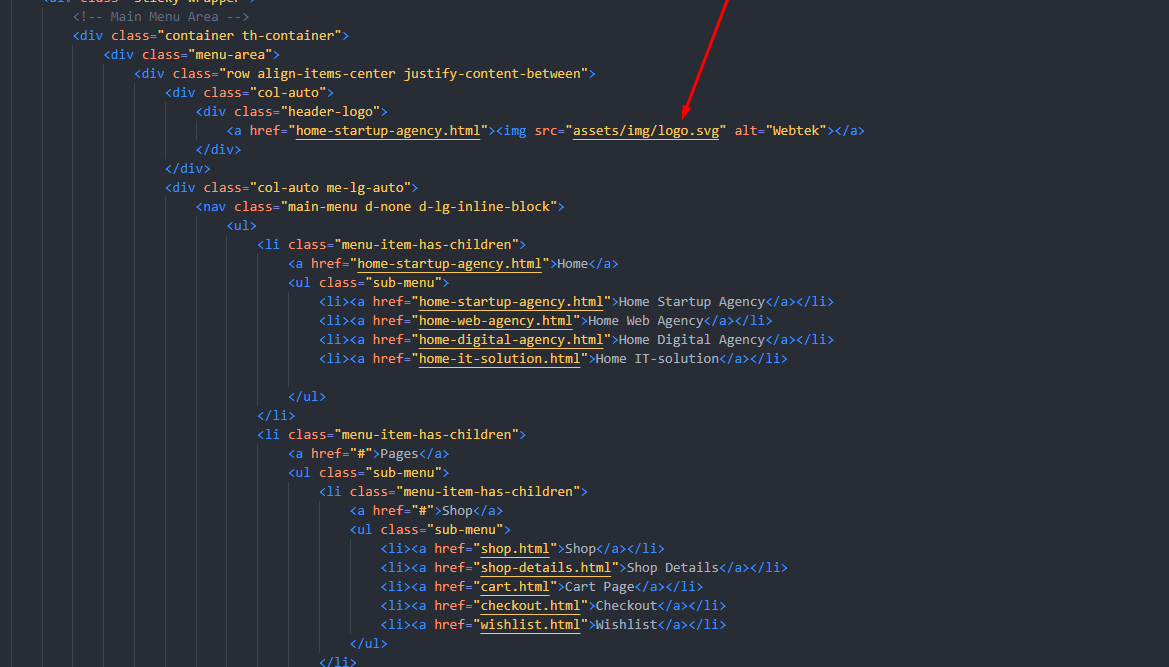 <div class="sticky-wrapper">
<!-- Main Menu Area -->
<div class="container th-container">
<div class="menu-area">
<div class="row align-items-center justify-content-between">
<div class="col-auto">
<div class="header-logo">
<a href="home-startup-agency.html"><img src="assets/img/logo.svg" alt="Webtek"></a>
</div>
</div>
<div class="col-auto me-lg-auto">
<nav class="main-menu d-none d-lg-inline-block">
<ul>
<li class="menu-item-has-children">
<a href="home-startup-agency.html">Home</a>
<ul class="sub-menu">
<li><a href="home-startup-agency.html">Home Startup Agency</a></li>
<li><a href="home-web-agency.html">Home Web Agency</a></li>
<li><a href="home-digital-agency.html">Home Digital Agency</a></li>
<li><a href="home-it-solution.html">Home IT-solution</a></li>
</ul>
</li>
<li class="menu-item-has-children">
<a href="#">Pages</a>
<ul class="sub-menu">
<li class="menu-item-has-children">
<a href="#">Shop</a>
<ul class="sub-menu">
<li><a href="shop.html">Shop</a></li>
<li><a href="shop-details.html">Shop Details</a></li>
<li><a href="cart.html">Cart Page</a></li>
<li><a href="checkout.html">Checkout</a></li>
<li><a href="wishlist.html">Wishlist</a></li>
</ul>
</li>